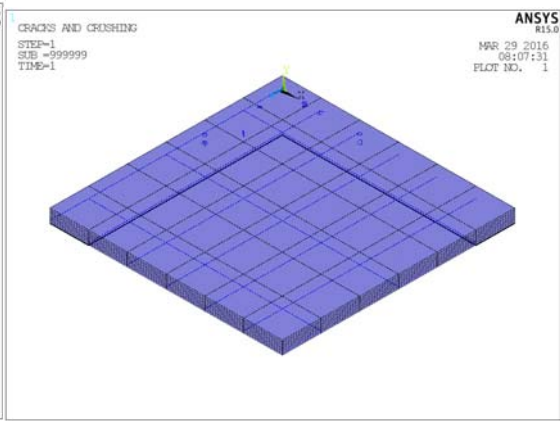 1
CRACKS AND CRUSHING
STEP=1
SUB =999999
TIME=1
ANSYS
R15.0
MAR 29 2016
08:07:31
PLOT NO. 1
Y